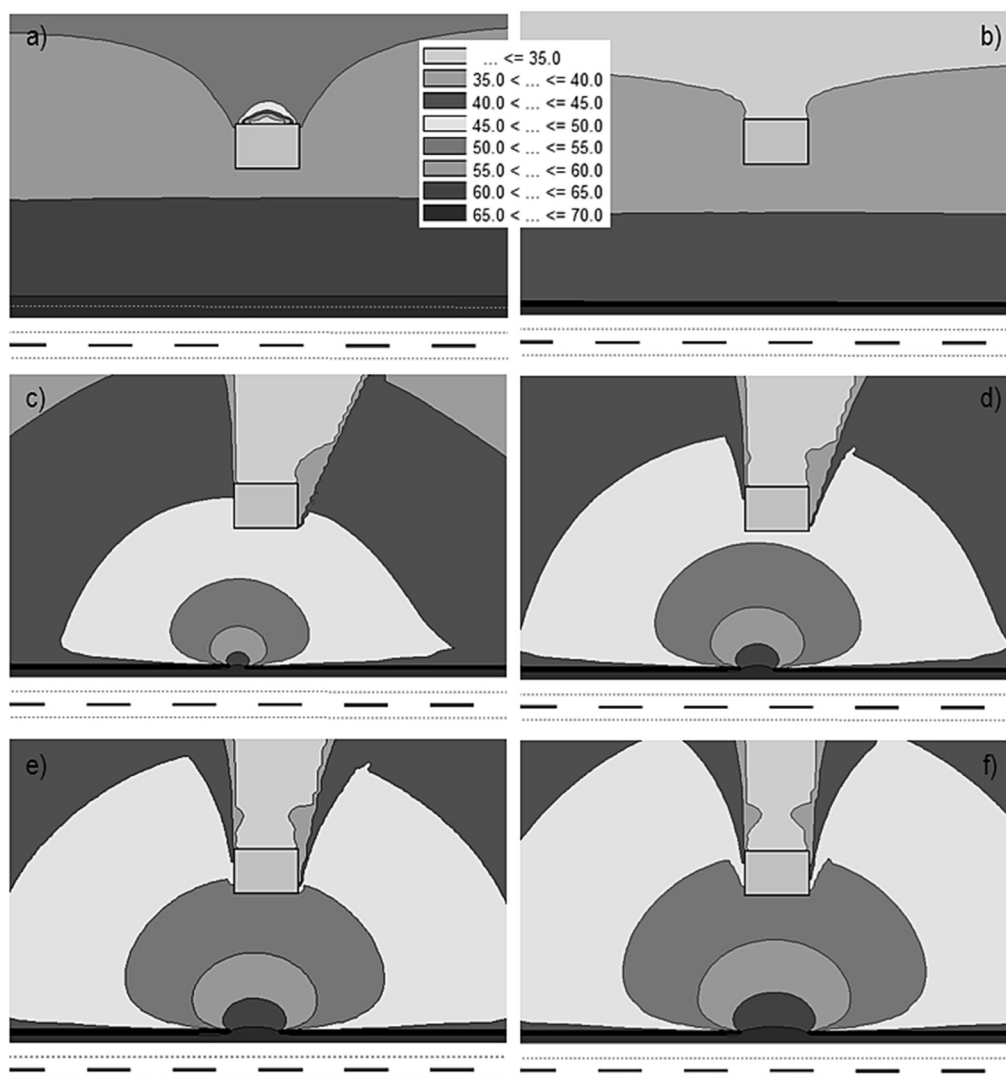 a)
b)
... <= 35.0
35.0 < ... <= 40.0
40.0 < ... <= 45.0
45.0 < ... <= 50.0
50.0 < ... <= 55.0
55.0 < ... <= 60.0
60.0 < ... <= 65.0
65.0 < ... <= 70.0
c)
d)
e)
f)